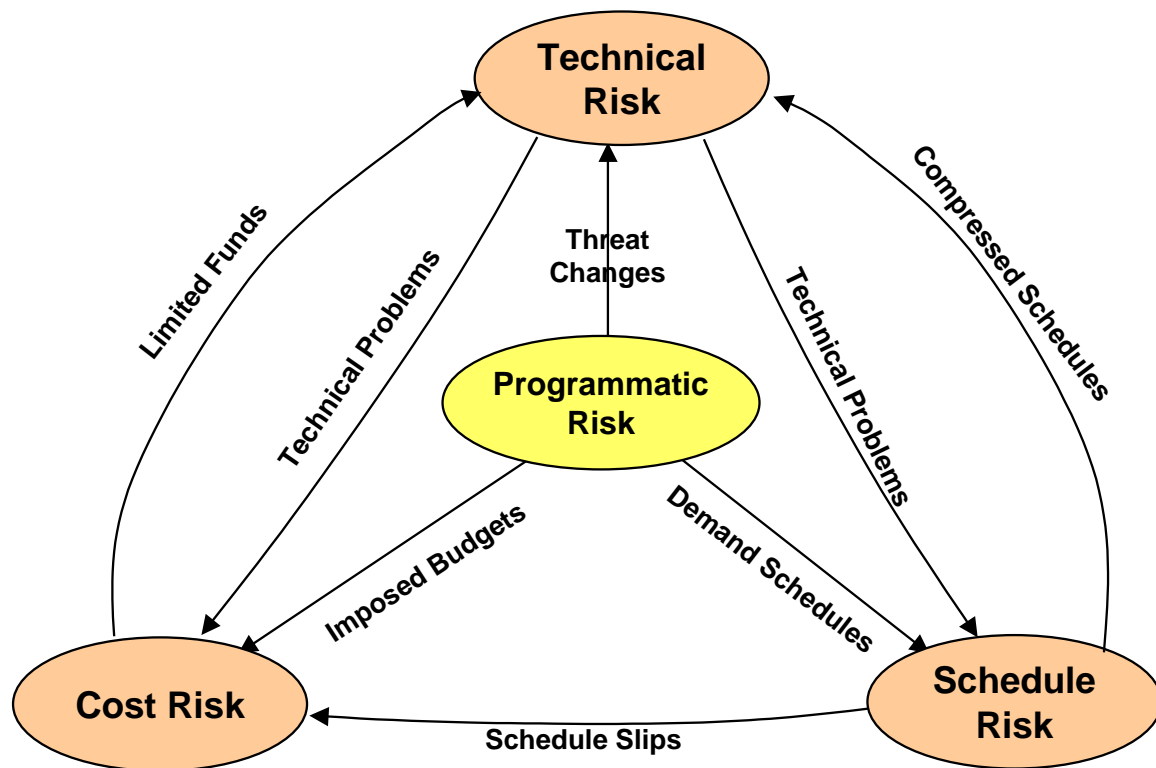 Technical
Risk
Limited Funds
Technical Problems
Threat
Changes
Technical Problems
Compressed Schedules
Programmatic
Risk
Imposed Budgets
Demand Schedules
Cost Risk
Schedule Slips
Schedule
Risk